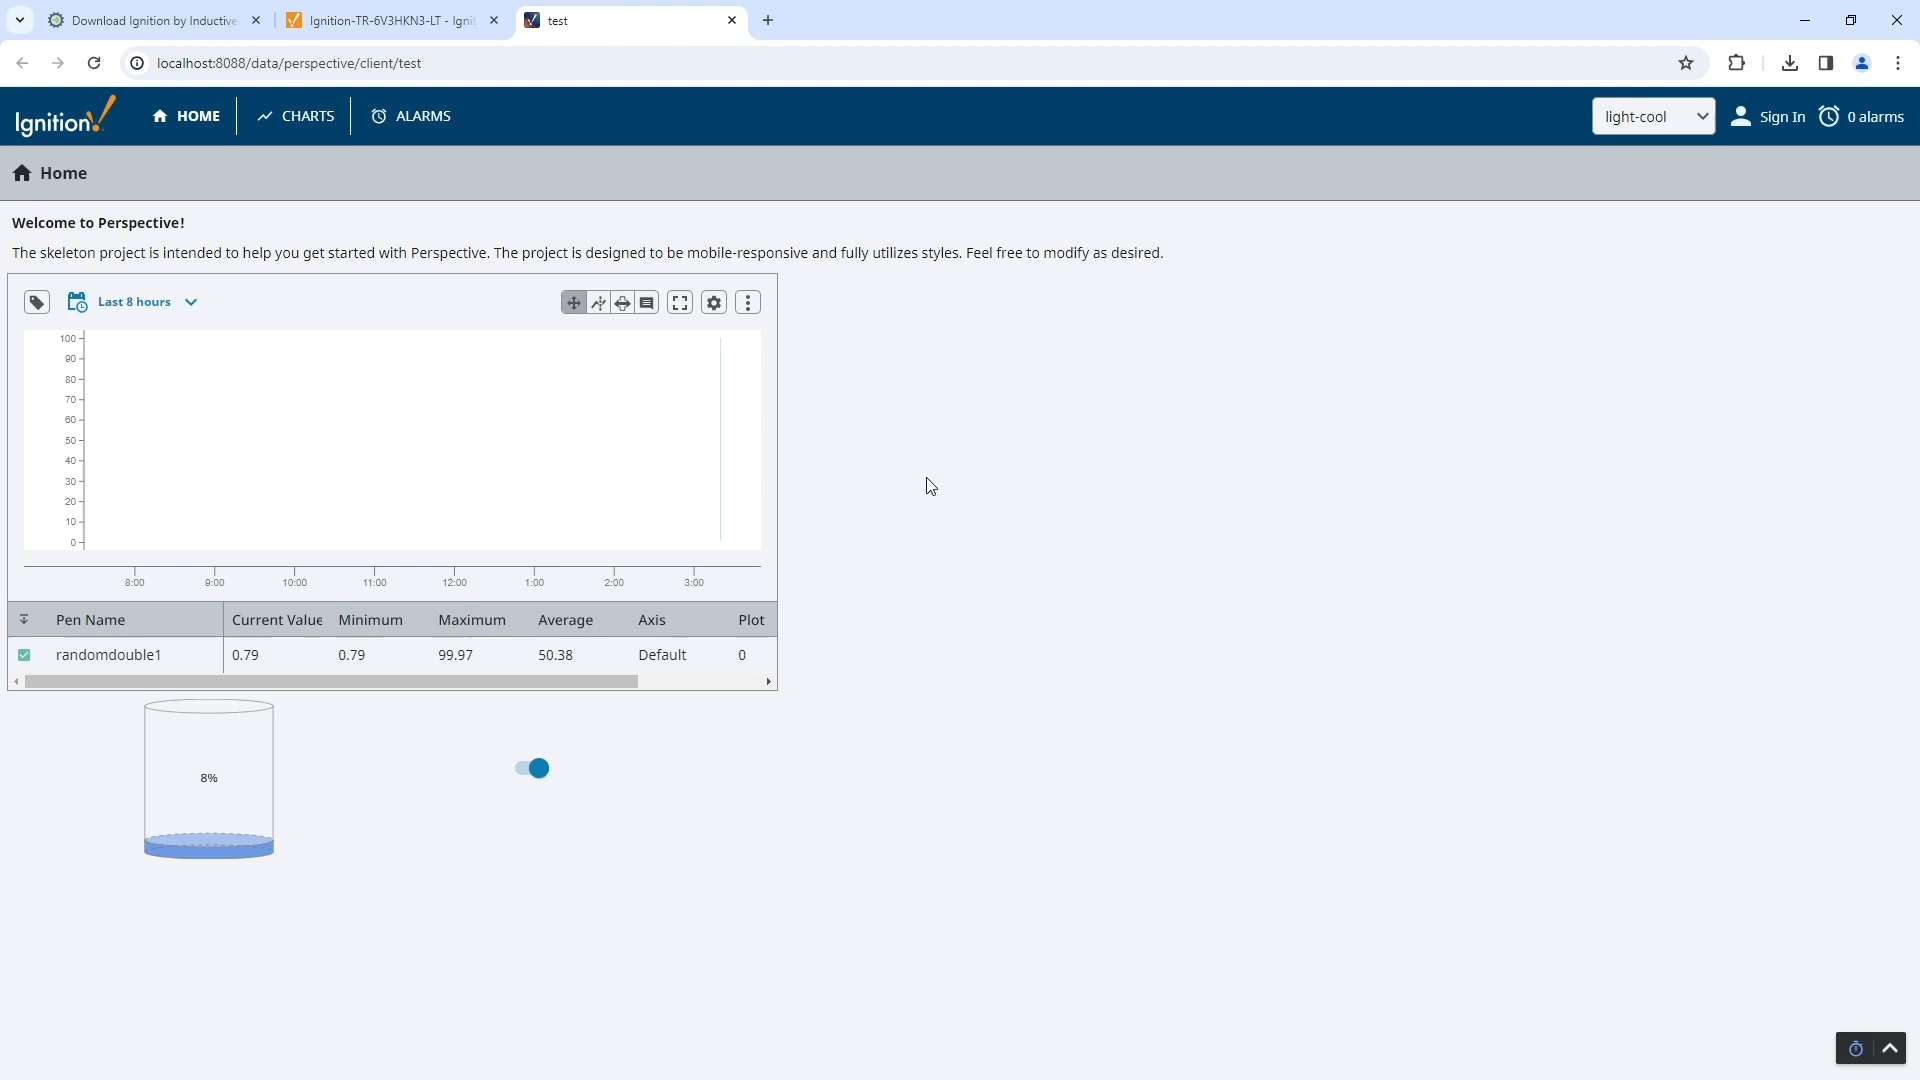 Download Ignition by Inductive
Ignition-TR-6V3HKN3-LT - Ignit
test
localhost:8088/data/perspective/client/test
Ignition!
HOME
CHARTS
ALARMS
light-cool
Sign In
0 alarms
Home
Welcome to Perspective!
The skeleton project is intended to help you get started with Perspective. The project is designed to be mobile-responsive and fully utilizes styles. Feel free to modify as desired.
Last 8 hours
100
90
80
70
60
50
40
30
20
10
0
8:00 9:00 10:00 11:00 12:00 1:00 2:00 3:00
Pen Name Current Value Minimum Maximum Average Axis Plot
randomdouble1 0.79 0.79 99.97 50.38 Default 0
8%